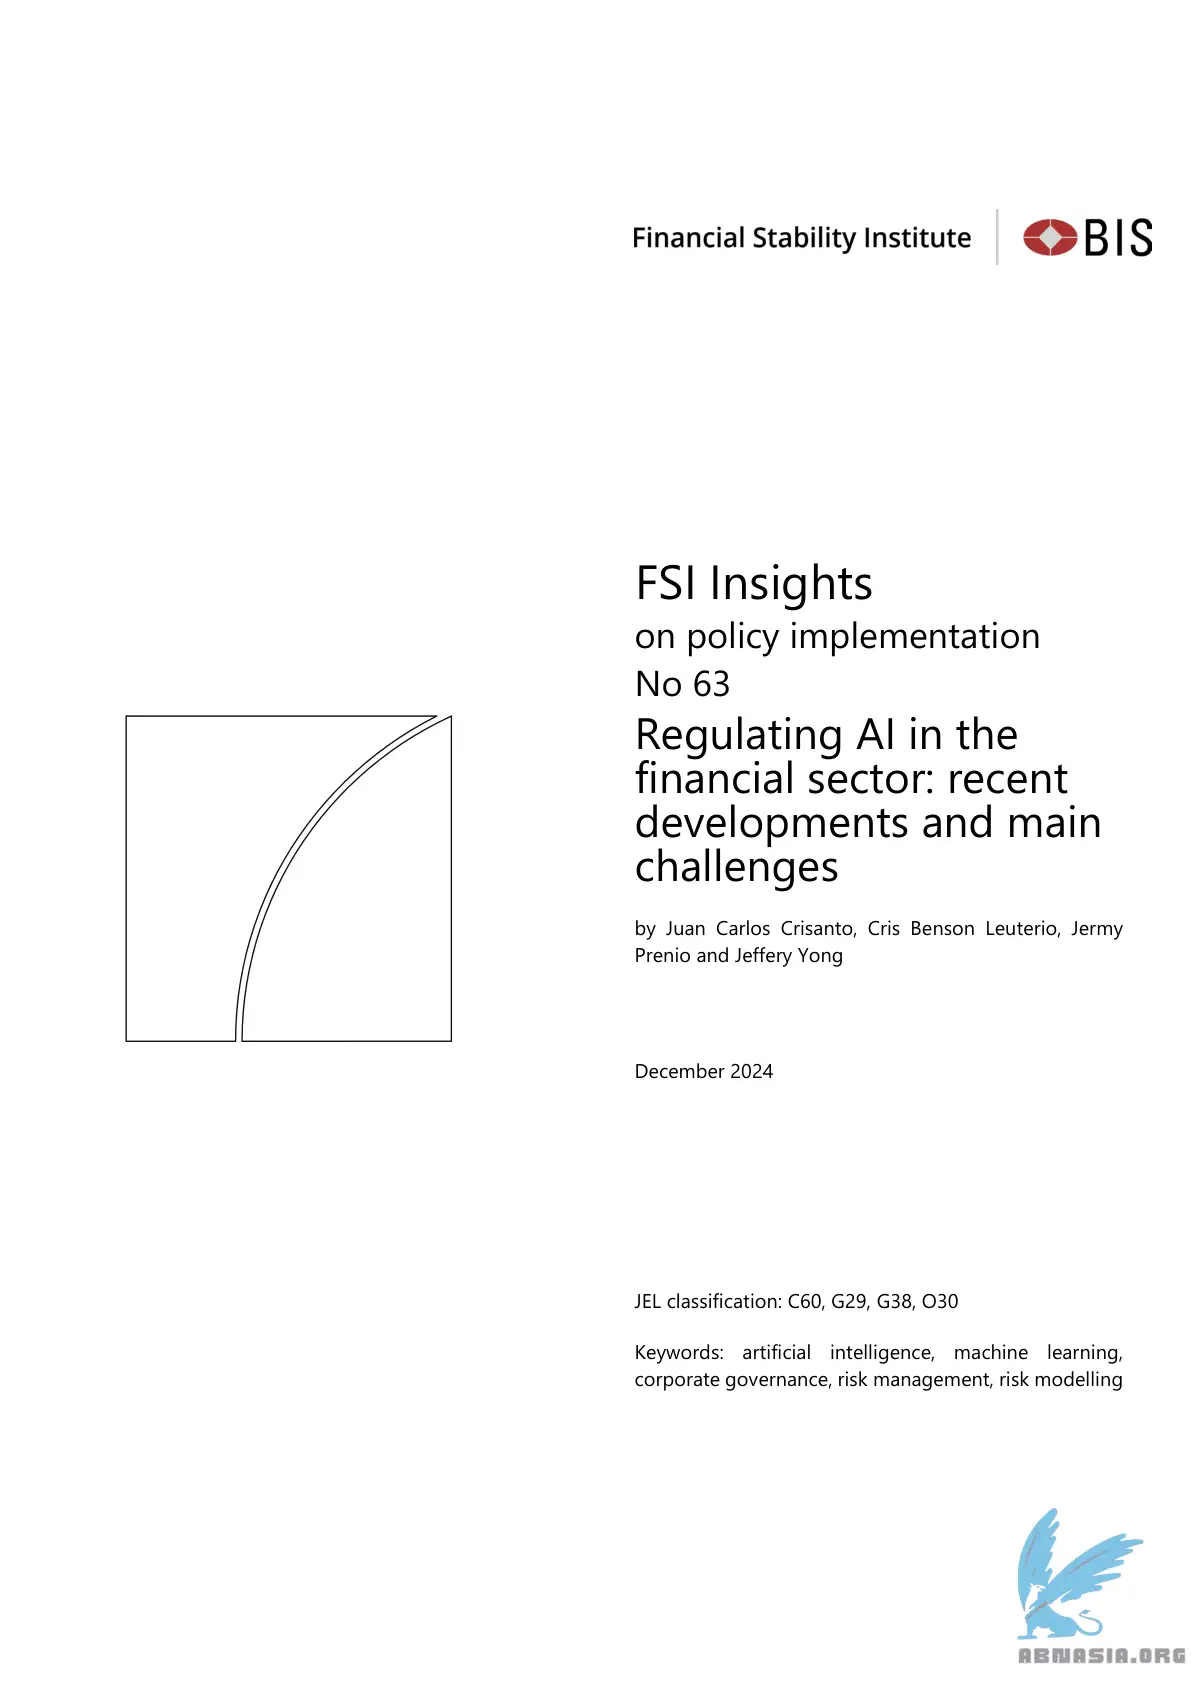 Financial Stability Institute
BIS
FSI Insights
on policy implementation
No 63
Regulating AI in the
financial sector: recent
developments and main
challenges
by Juan Carlos Crisanto, Cris Benson Leuterio, Jermy
Prenio and Jeffery Yong
December 2024
JEL classification: C60, G29, G38, O30
Keywords: artificial intelligence, machine learning,
corporate governance, risk management, risk modelling
ABNASIA.ORG